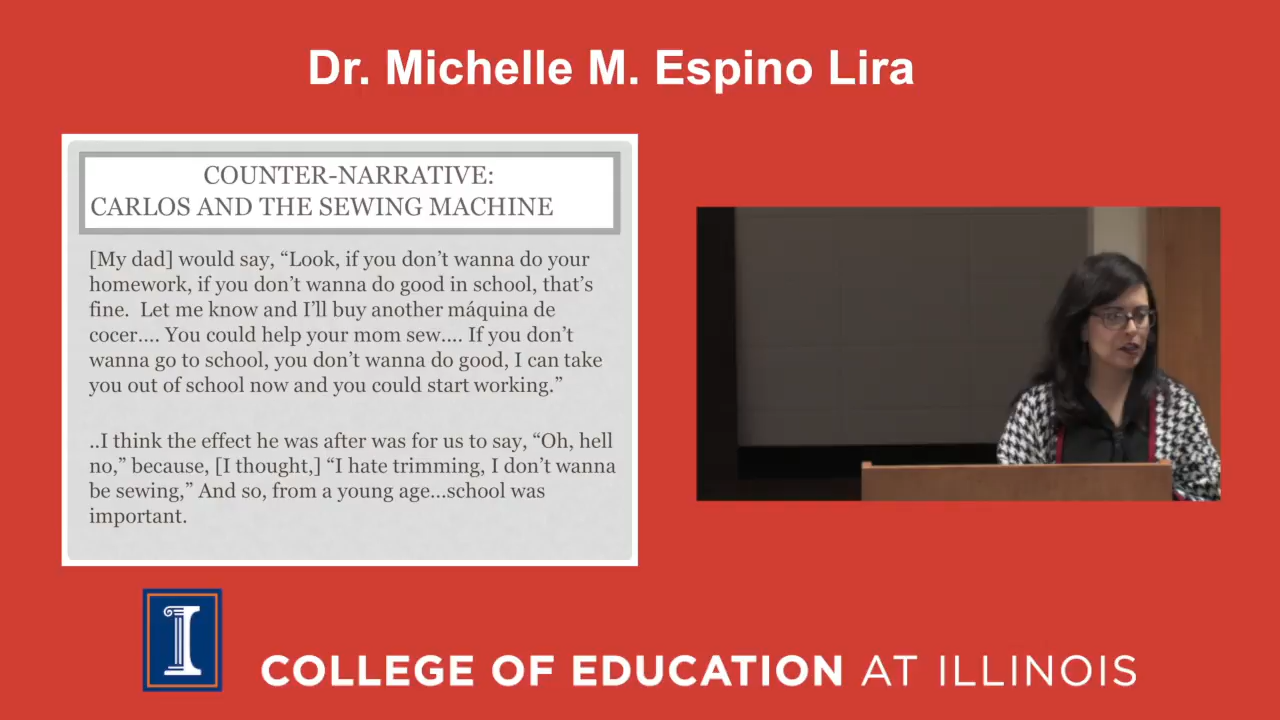 Dr. Michelle M. Espino Lira
COUNTER-NARRATIVE:
CARLOS AND THE SEWING MACHINE
[My dad] would say, “Look, if you don’t wanna do your
homework, if you don’t wanna do good in school, that’s
fine.  Let me know and I’ll buy another máquina de
cocer.... You could help your mom sew.... If you don’t
wanna go to school, you don’t wanna do good, I can take
you out of school now and you could start working.”
..I think the effect he was after was for us to say, “Oh, hell
no,” because, [I thought,] “I hate trimming, I don’t wanna
be sewing,” And so, from a young age...school was
important.
I
COLLEGE OF EDUCATION AT ILLINOIS